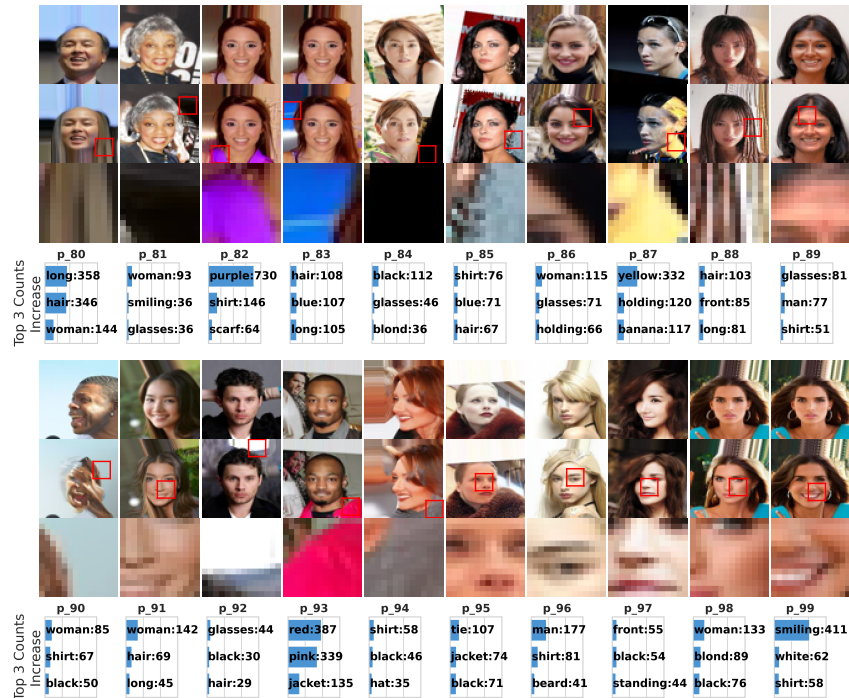 p_80 p_81 p_82 p_83 p_84 p_85 p_86 p_87 p_88 p_89
Top 3 Counts
Increase
long:358 woman:93 purple:730 hair:108 black:112 shirt:76 woman:115 yellow:332 hair:103 glasses:81
hair:346 smiling:36 shirt:146 blue:107 glasses:46 blue:71 glasses:71 holding:120 front:85 man:77
woman:144 glasses:36 scarf:64 long:105 blond:36 hair:67 holding:66 banana:117 long:81 shirt:51
p_90 p_91 p_92 p_93 p_94 p_95 p_96 p_97 p_98 p_99
Top 3 Counts
Increase
woman:85 woman:142 glasses:44 red:387 shirt:58 tie:107 man:177 front:55 woman:133 smiling:411
shirt:67 hair:69 black:30 pink:339 black:46 jacket:74 shirt:81 black:54 blond:89 white:62
black:50 long:45 hair:29 jacket:135 hat:35 black:71 beard:41 standing:44 black:76 shirt:58